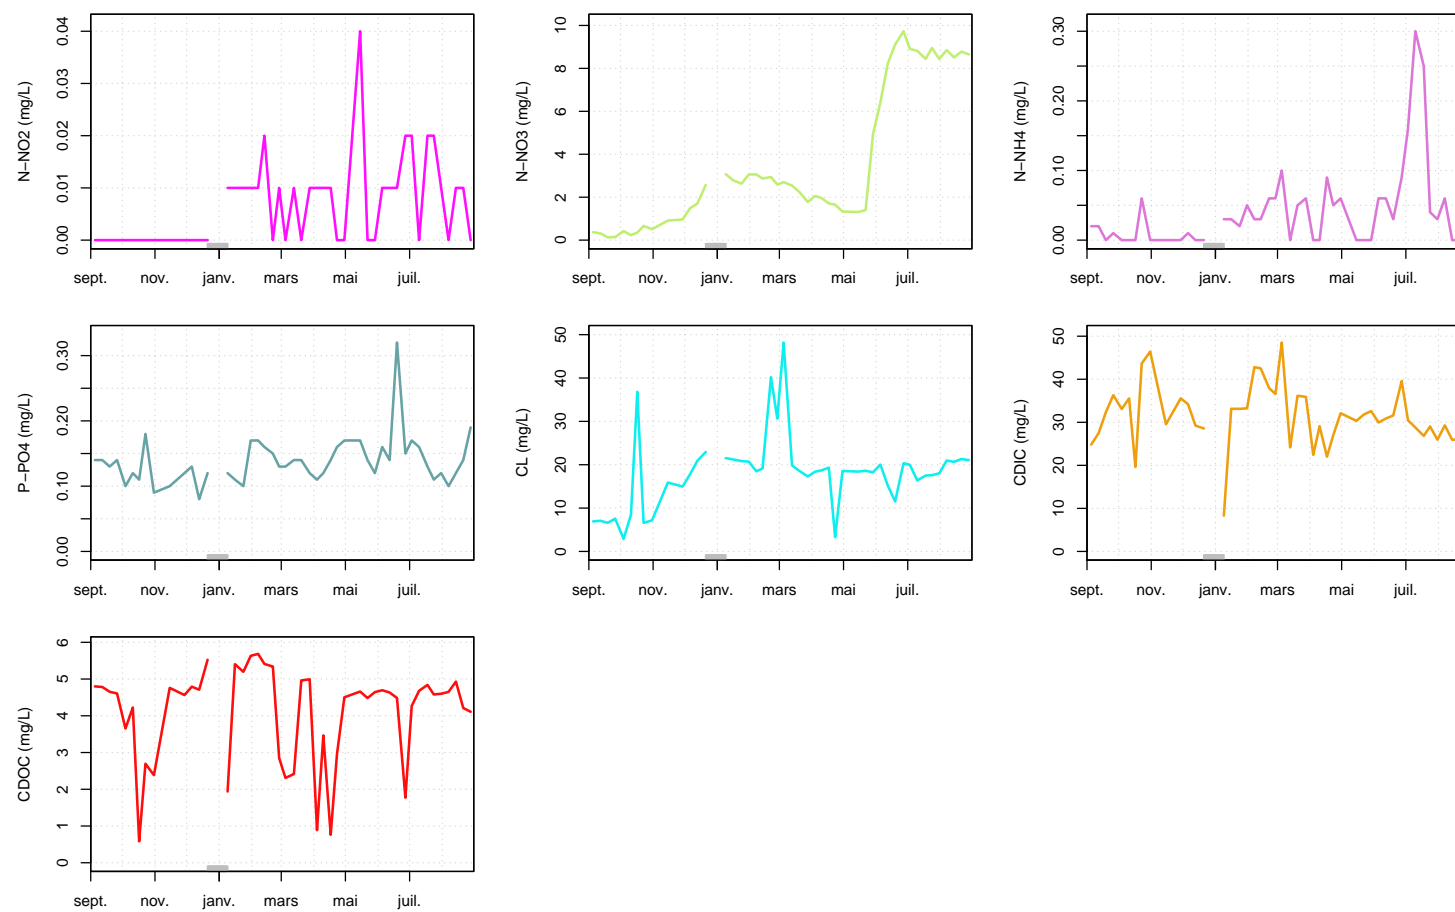 N−NO2 (mg/L)
0.00 0.01 0.02 0.03 0.04
sept. nov. janv. mars mai juil.
N−NO3 (mg/L)
0 2 4 6 8 10
sept. nov. janv. mars mai juil.
N−NH4 (mg/L)
0.00 0.10 0.20 0.30
sept. nov. janv. mars mai juil.
P−PO4 (mg/L)
0.00 0.10 0.20 0.30
sept. nov. janv. mars mai juil.
CL (mg/L)
0 10 20 30 40 50
sept. nov. janv. mars mai juil.
CDIC (mg/L)
0 10 20 30 40 50
sept. nov. janv. mars mai juil.
CDOC (mg/L)
0 1 2 3 4 5 6
sept. nov. janv. mars mai juil.